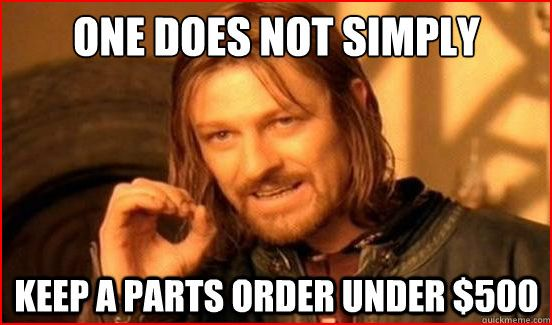 ONE DOES NOT SIMPLY
KEEP A PARTS ORDER UNDER $500
quickmeme.com